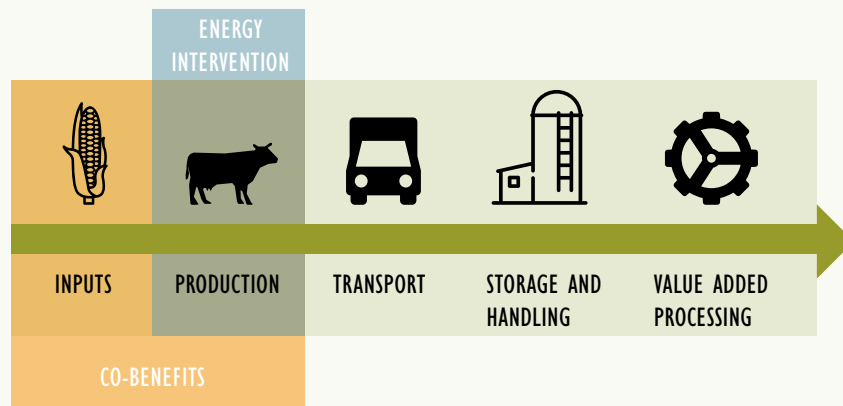 ENERGY
INTERVENTION
INPUTS
PRODUCTION
TRANSPORT
STORAGE AND
HANDLING
VALUE ADDED
PROCESSING
CO-BENEFITS